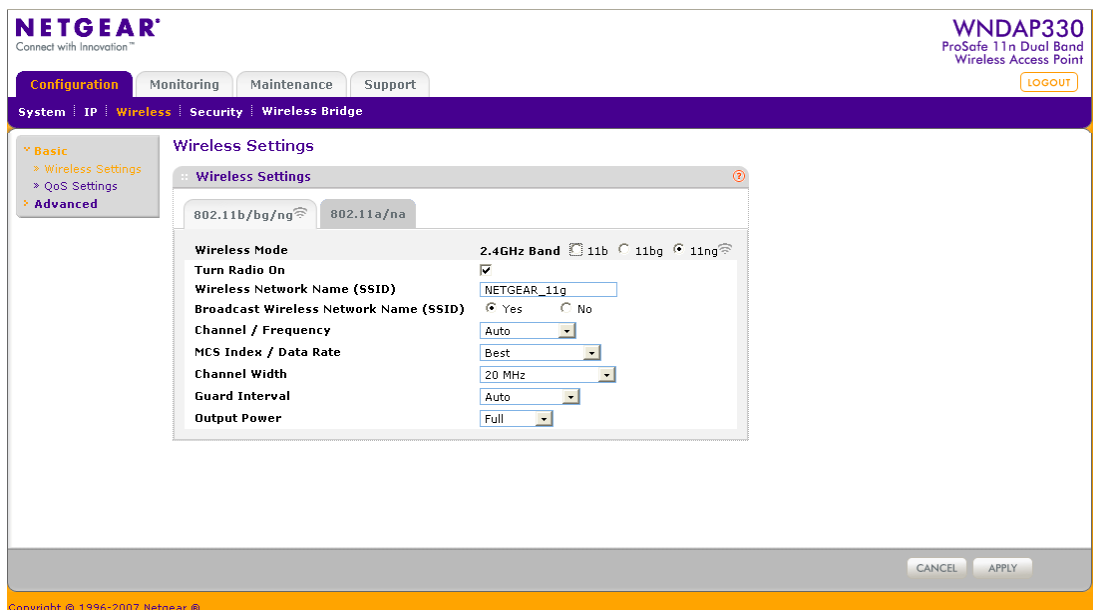 NETGEAR®
Connect with Innovation™
WNDAP330
ProSafe 11n Dual Band
Wireless Access Point
Configuration Monitoring Maintenance Support
LOGOUT
System IP Wireless Security Wireless Bridge
Basic
» Wireless Settings
» QoS Settings
Advanced
Wireless Settings
:: Wireless Settings ?
802.11b/bg/ng 802.11a/na
Wireless Mode 2.4GHz Band 11b 11bg 11ng
Turn Radio On
Wireless Network Name (SSID) NETGEAR_11g
Broadcast Wireless Network Name (SSID) Yes No
Channel / Frequency Auto
MCS Index / Data Rate Best
Channel Width 20 MHz
Guard Interval Auto
Output Power Full
CANCEL APPLY
Copyright © 1996-2007 Netgear ®